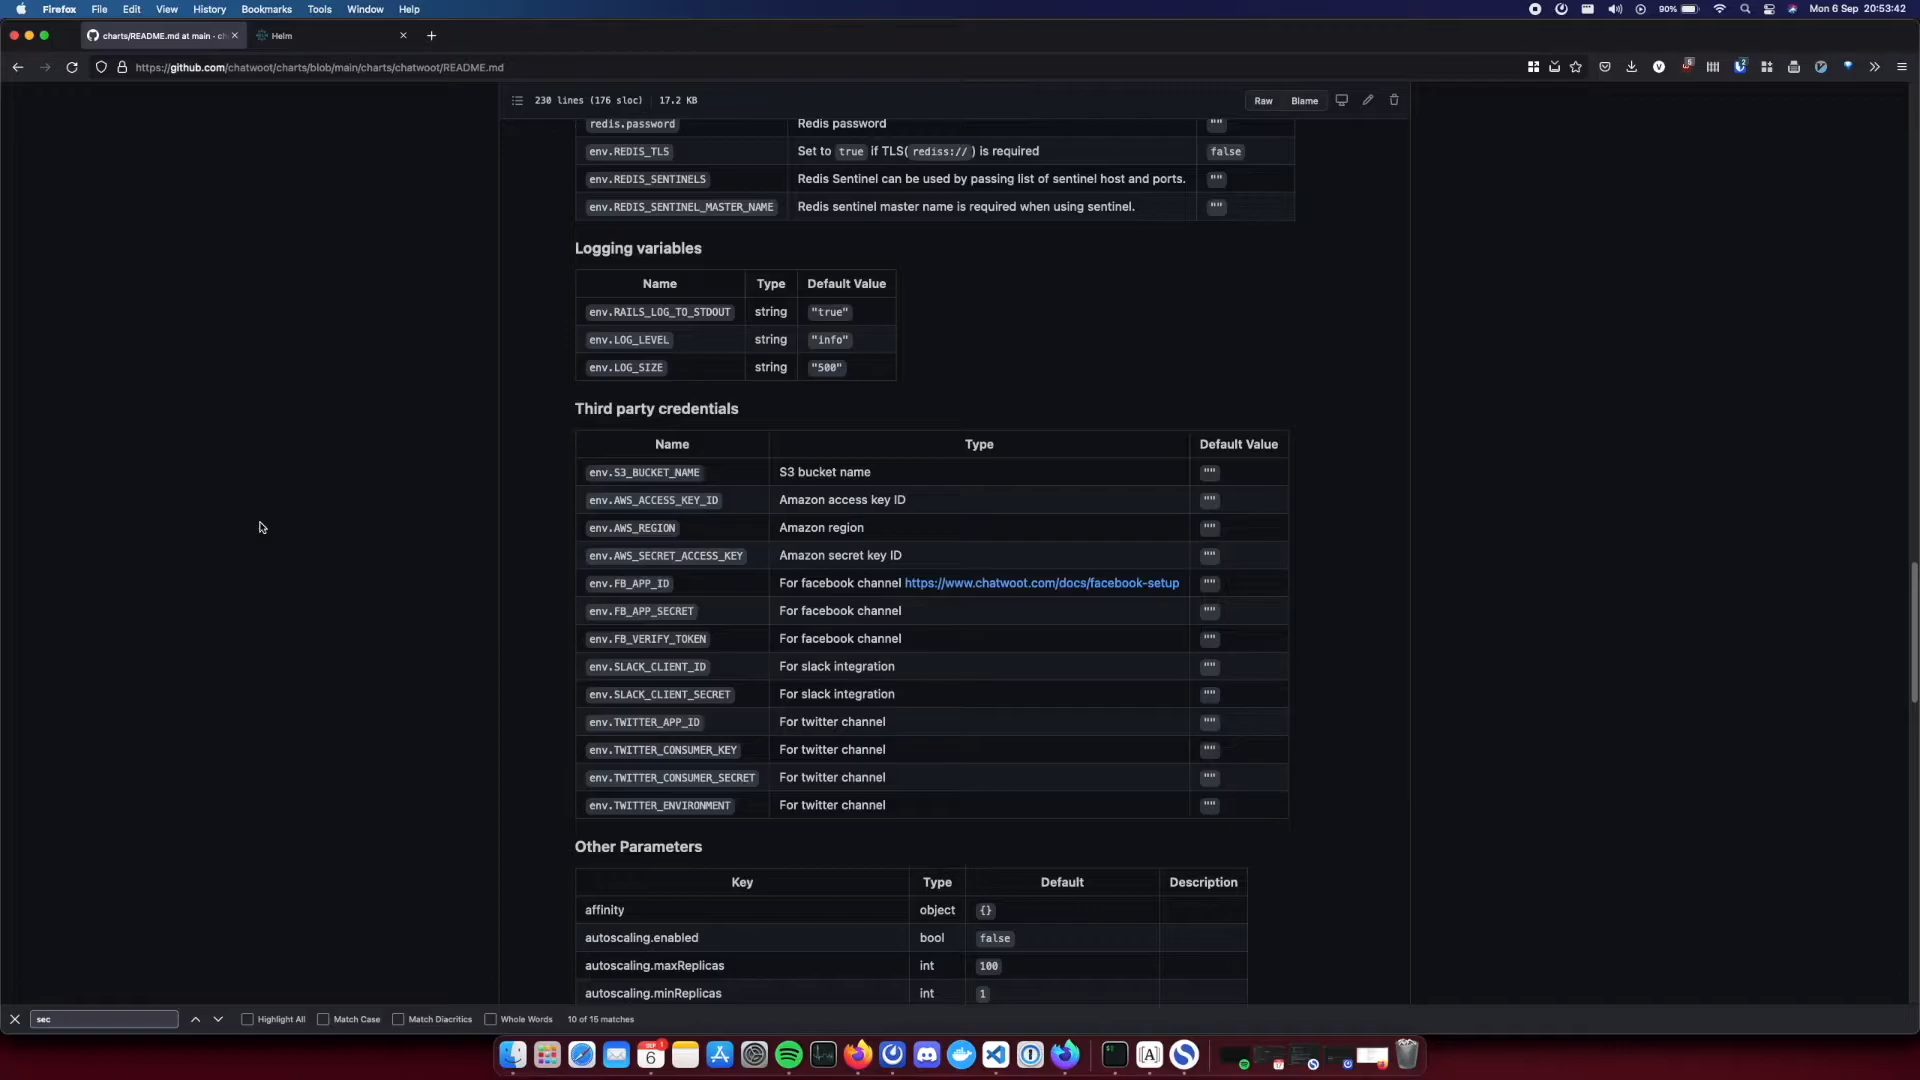 Firefox File Edit View History Bookmarks Tools Window Help 90% Mon 6 Sep 20:53:42
charts/README.md at main · ch Helm
https://github.com/chatwoot/charts/blob/main/charts/chatwoot/README.md
230 lines (176 sloc) | 17.2 KB Raw Blame
redis.password Redis password ""
env.REDIS_TLS Set to true if TLS( rediss:// ) is required false
env.REDIS_SENTINELS Redis Sentinel can be used by passing list of sentinel host and ports. ""
env.REDIS_SENTINEL_MASTER_NAME Redis sentinel master name is required when using sentinel. ""
Logging variables
Name Type Default Value
env.RAILS_LOG_TO_STDOUT string "true"
env.LOG_LEVEL string "info"
env.LOG_SIZE string "500"
Third party credentials
Name Type Default Value
env.S3_BUCKET_NAME S3 bucket name ""
env.AWS_ACCESS_KEY_ID Amazon access key ID ""
env.AWS_REGION Amazon region ""
env.AWS_SECRET_ACCESS_KEY Amazon secret key ID ""
env.FB_APP_ID For facebook channel https://www.chatwoot.com/docs/facebook-setup ""
env.FB_APP_SECRET For facebook channel ""
env.FB_VERIFY_TOKEN For facebook channel ""
env.SLACK_CLIENT_ID For slack integration ""
env.SLACK_CLIENT_SECRET For slack integration ""
env.TWITTER_APP_ID For twitter channel ""
env.TWITTER_CONSUMER_KEY For twitter channel ""
env.TWITTER_CONSUMER_SECRET For twitter channel ""
env.TWITTER_ENVIRONMENT For twitter channel ""
Other Parameters
Key Type Default Description
affinity object {}
autoscaling.enabled bool false
autoscaling.maxReplicas int 100
autoscaling.minReplicas int 1
sec Highlight All Match Case Match Diacritics Whole Words 10 of 15 matches
SEP 1
6